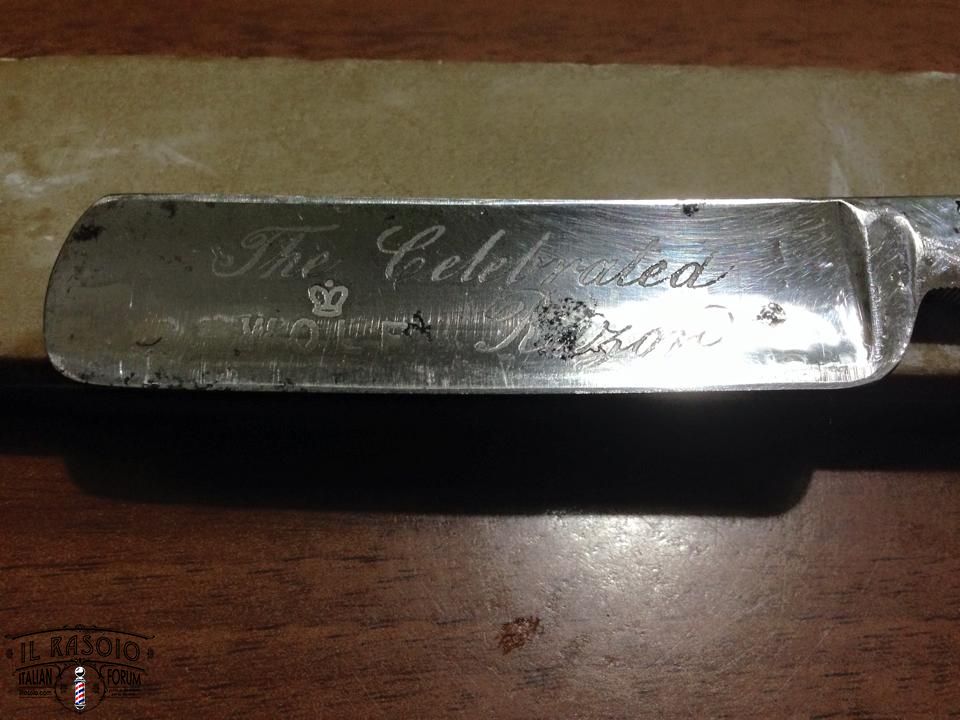 The Celebrated
Razor
IL RASOIO
ITALIAN FORUM